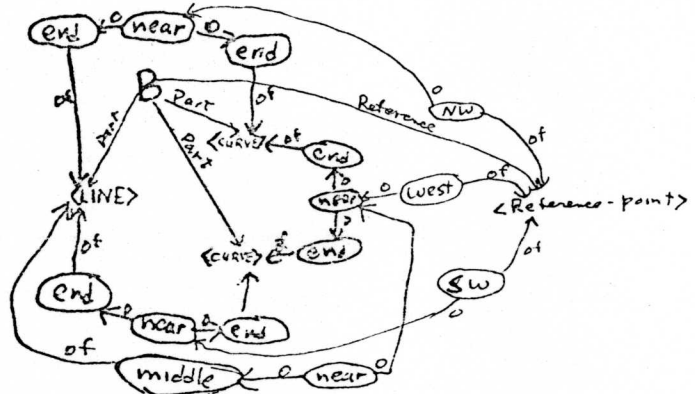 end o near o end
of B Part of Reference o NW
part Part <CURVE> of end of
<LINE> o near o west of <Reference-point>
of <CURVE> of end of
end o near o end SW
o
of middle o near o